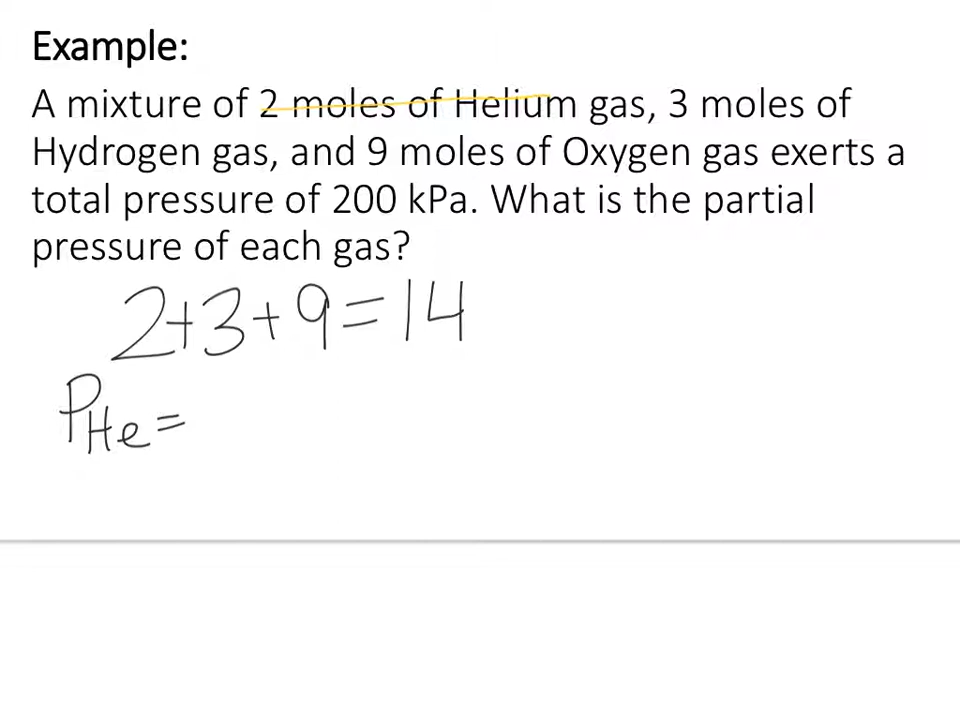 Example:
A mixture of 2 moles of Helium gas, 3 moles of
Hydrogen gas, and 9 moles of Oxygen gas exerts a
total pressure of 200 kPa. What is the partial
pressure of each gas?
2+3+9=14
PHe=